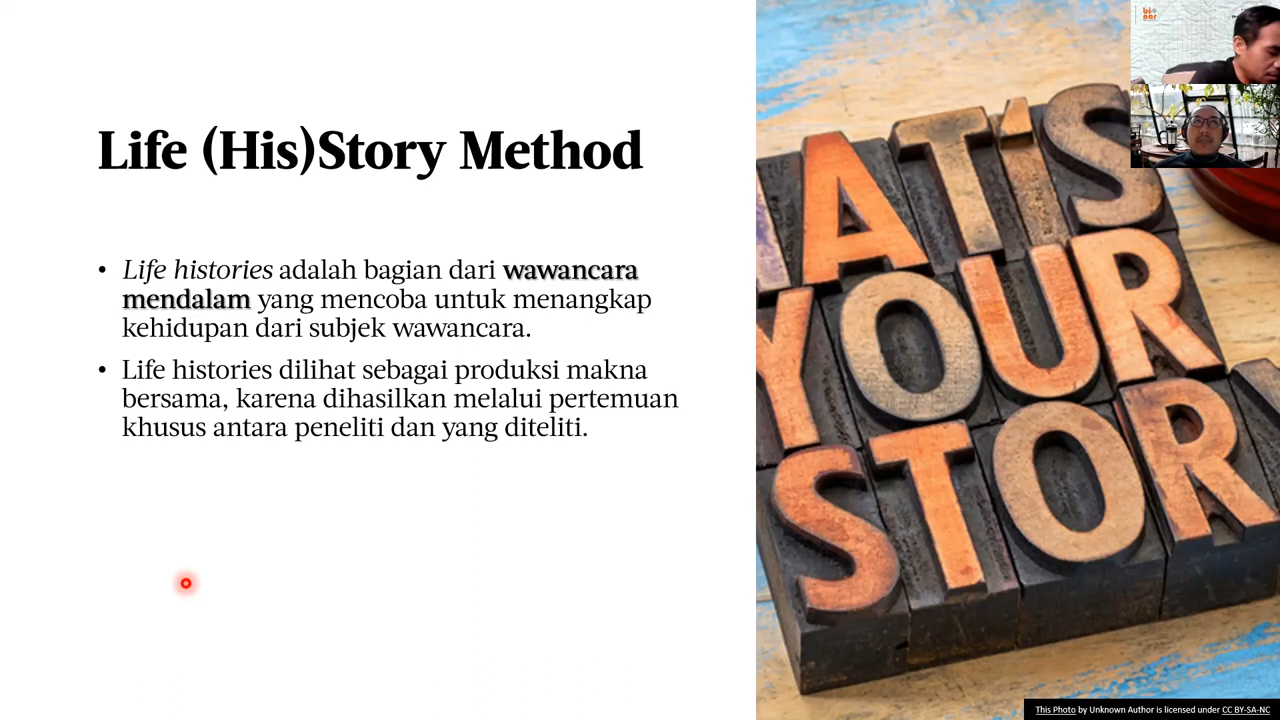 Life (His)Story Method
• Life histories adalah bagian dari wawancara
mendalam yang mencoba untuk menangkap
kehidupan dari subjek wawancara.
• Life histories dilihat sebagai produksi makna
bersama, karena dihasilkan melalui pertemuan
khusus antara peneliti dan yang diteliti.
AT'S
YOUR
STOR
binar
This Photo by Unknown Author is licensed under CC BY-SA-NC